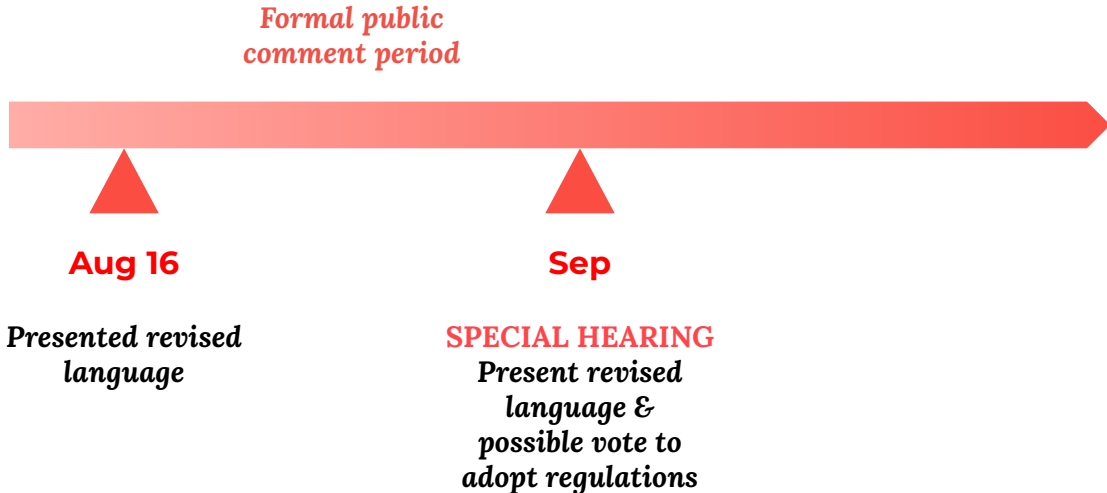 Formal public
comment period
Aug 16
Presented revised
language
Sep
SPECIAL HEARING
Present revised
language &
possible vote to
adopt regulations